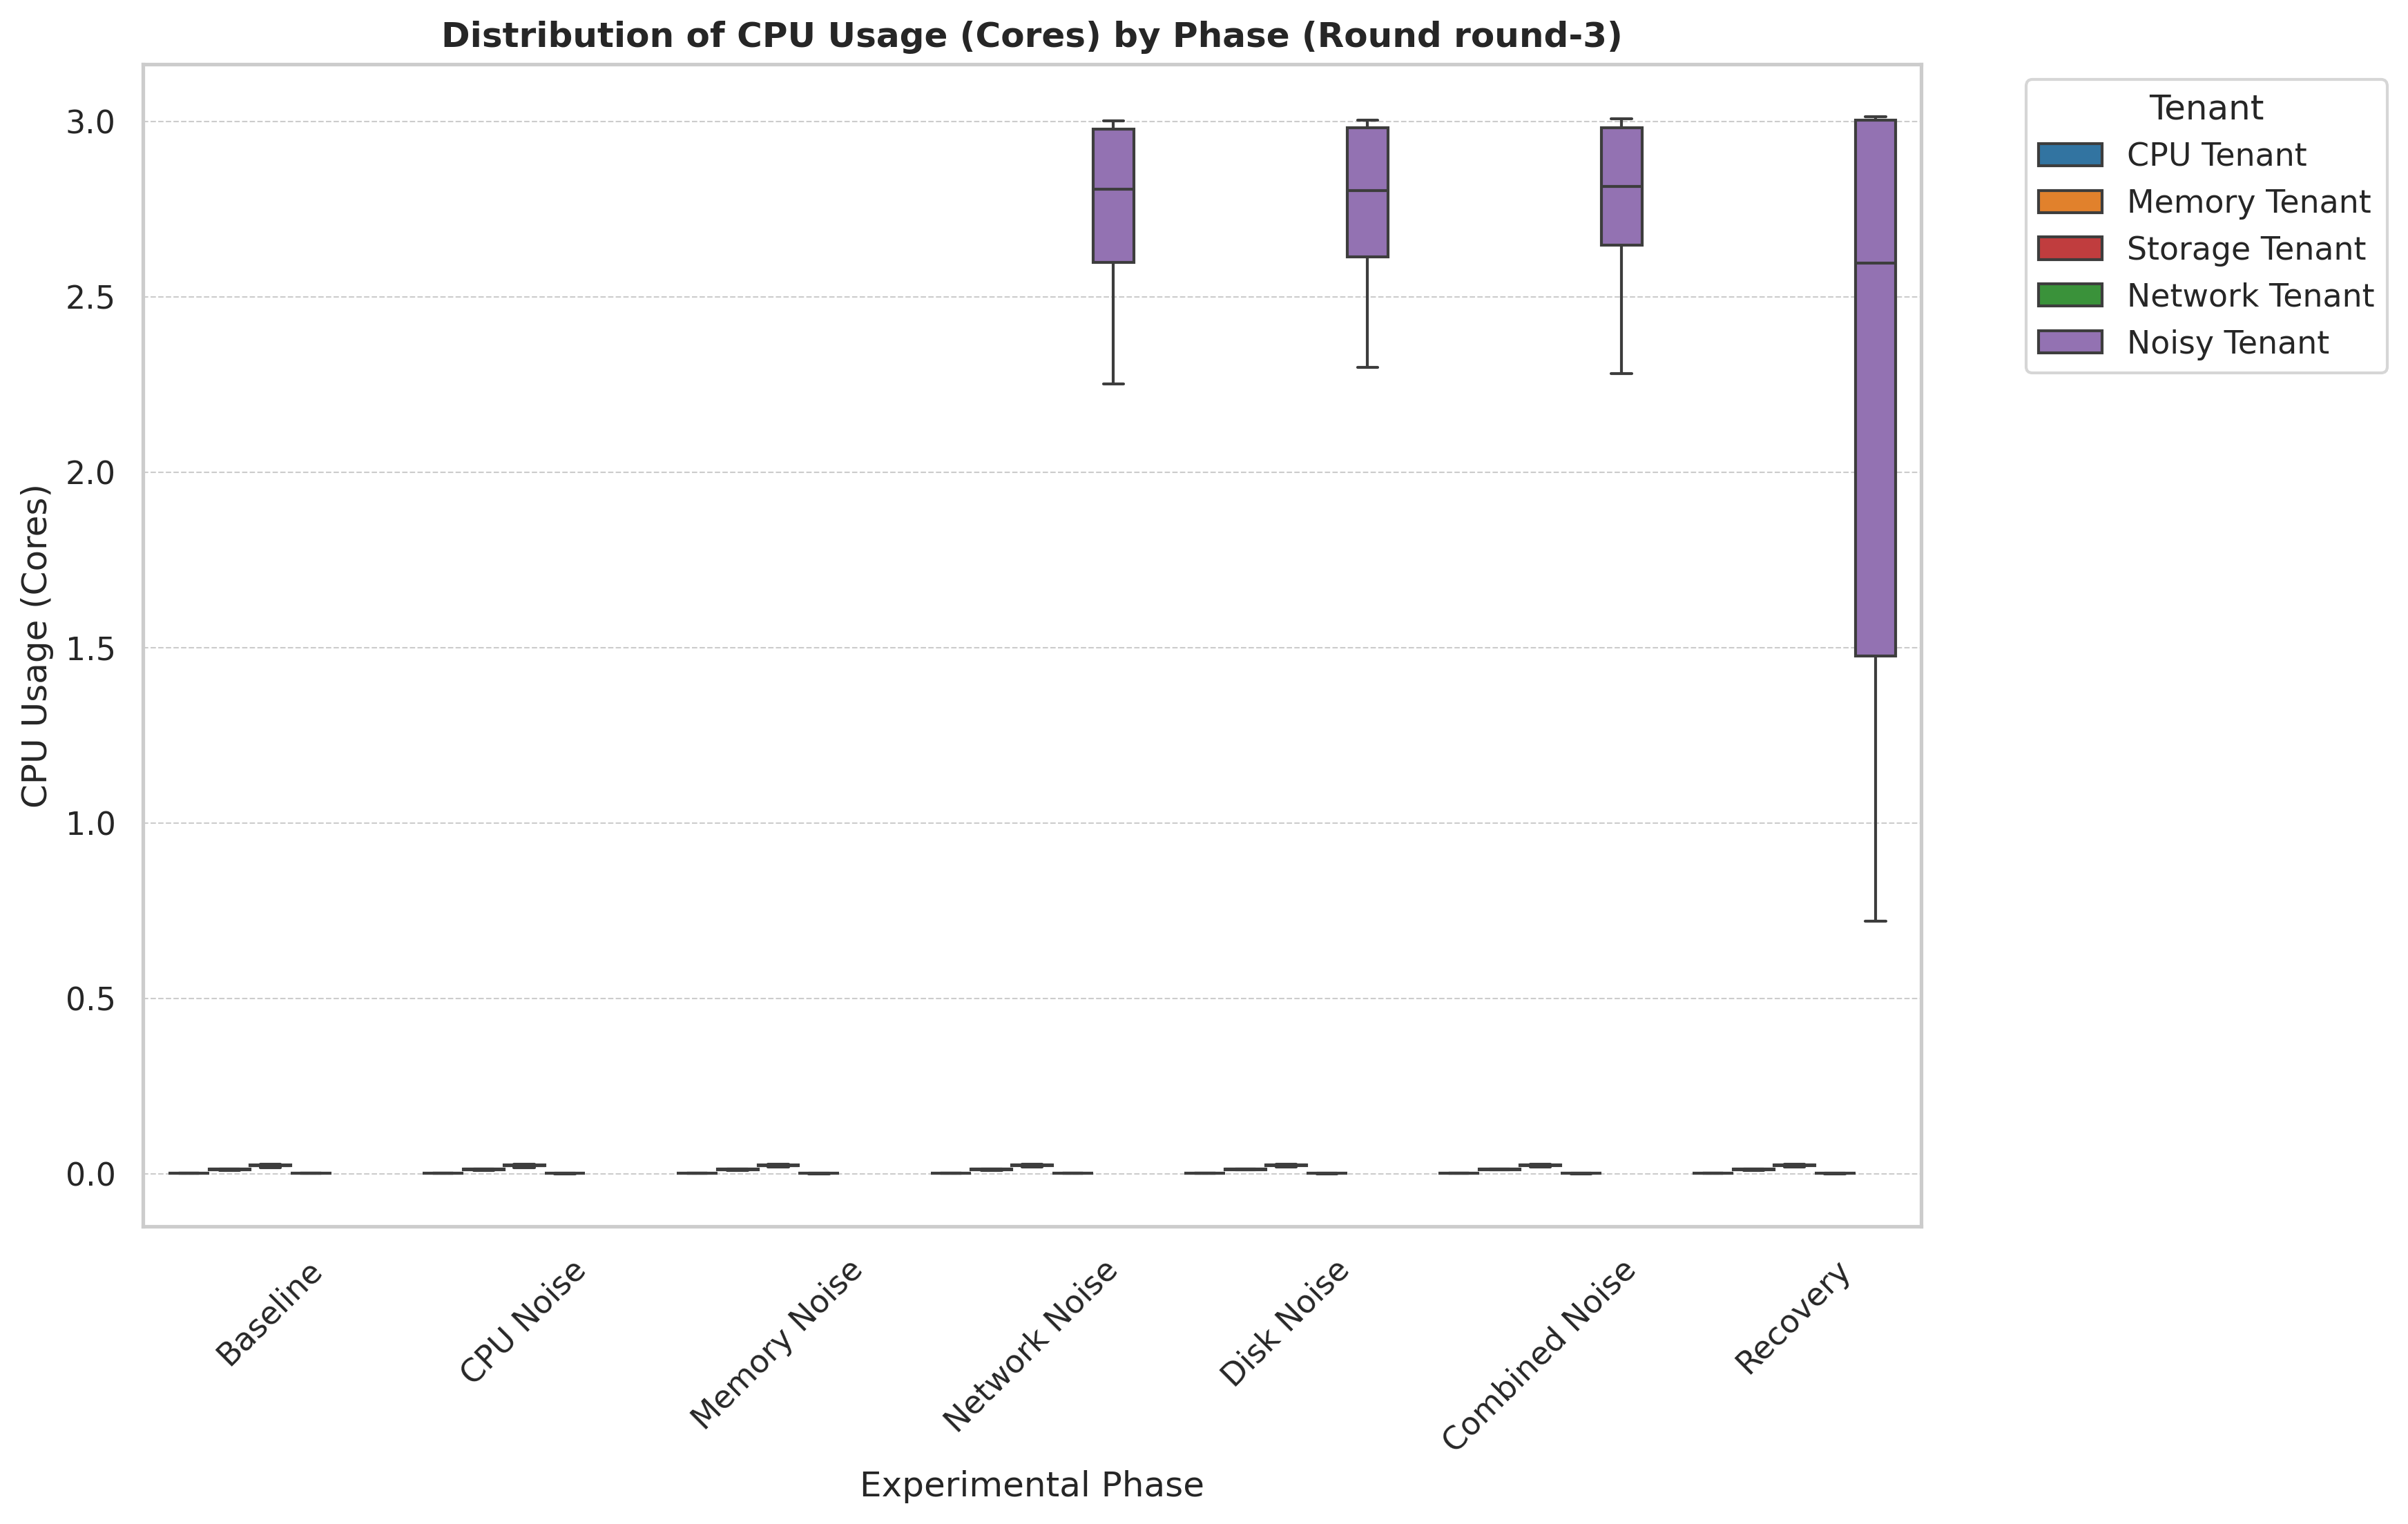 Distribution of CPU Usage (Cores) by Phase (Round round-3)
CPU Usage (Cores)
3.0
2.5
2.0
1.5
1.0
0.5
0.0
Baseline
CPU Noise
Memory Noise
Network Noise
Disk Noise
Combined Noise
Recovery
Experimental Phase
Tenant
CPU Tenant
Memory Tenant
Storage Tenant
Network Tenant
Noisy Tenant